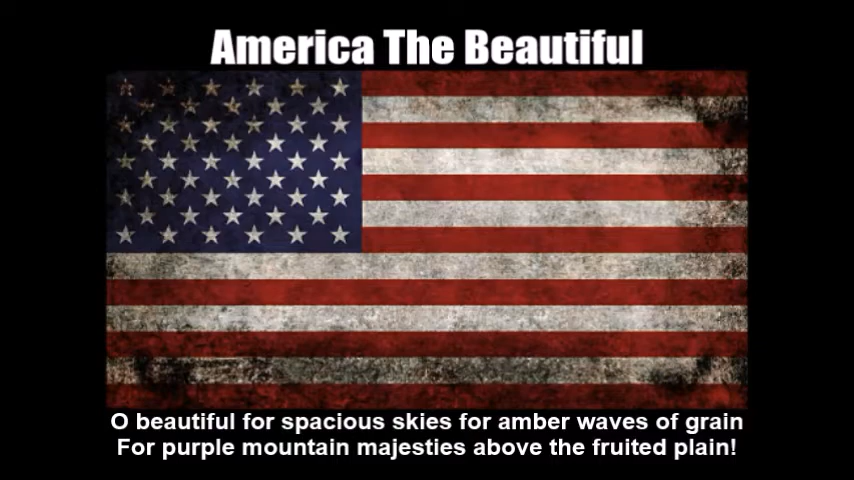 America The Beautiful
O beautiful for spacious skies for amber waves of grain
For purple mountain majesties above the fruited plain!